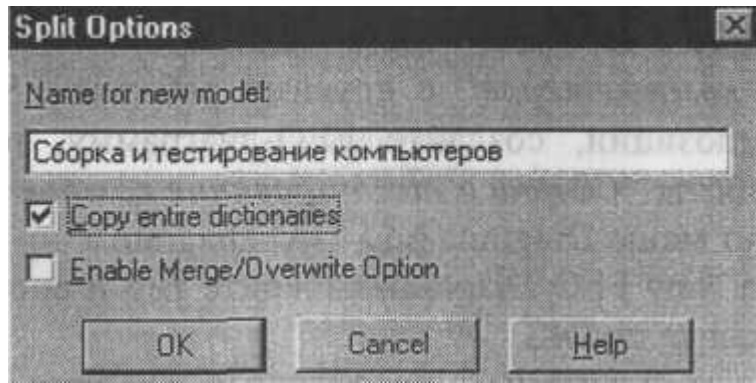 Split Options
Name for new model:
Сборка и тестирование компьютеров
Copy entire dictionaries
Enable Merge/Overwrite Option
OK
Cancel
Help